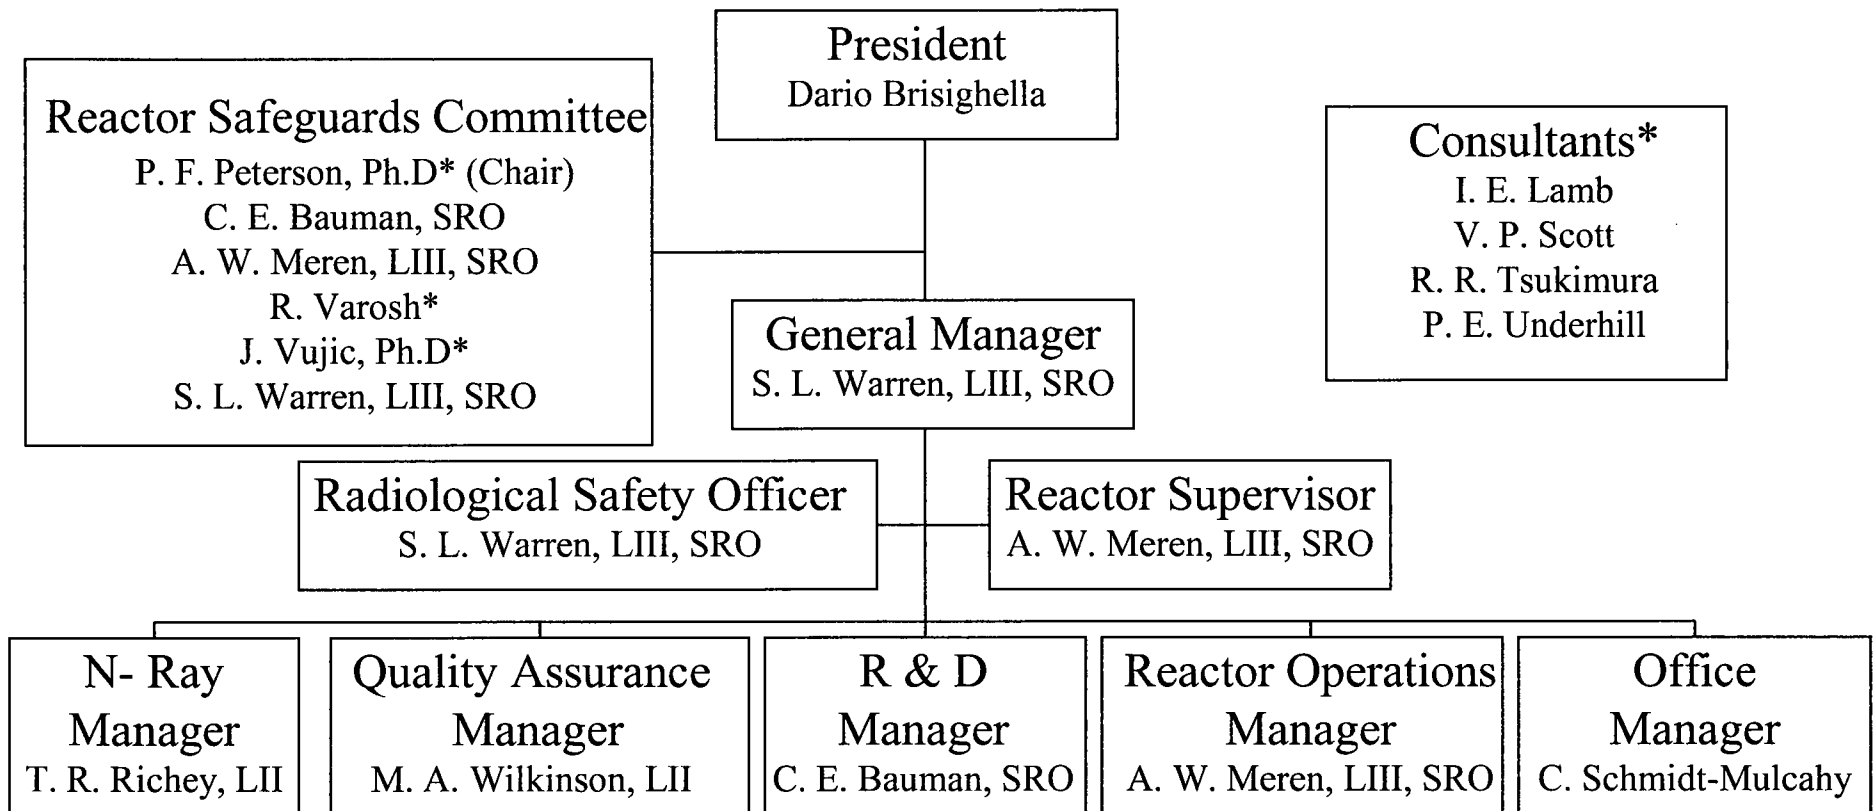 President
Dario Brisighella
Reactor Safeguards Committee
P. F. Peterson, Ph.D* (Chair)
C. E. Bauman, SRO
A. W. Meren, LIII, SRO
R. Varosh*
J. Vujic, Ph.D*
S. L. Warren, LIII, SRO
Consultants*
I. E. Lamb
V. P. Scott
R. R. Tsukimura
P. E. Underhill
General Manager
S. L. Warren, LIII, SRO
Radiological Safety Officer
S. L. Warren, LIII, SRO
Reactor Supervisor
A. W. Meren, LIII, SRO
N- Ray
Manager
T. R. Richey, LII
Quality Assurance
Manager
M. A. Wilkinson, LII
R & D
Manager
C. E. Bauman, SRO
Reactor Operations
Manager
A. W. Meren, LIII, SRO
Office
Manager
C. Schmidt-Mulcahy